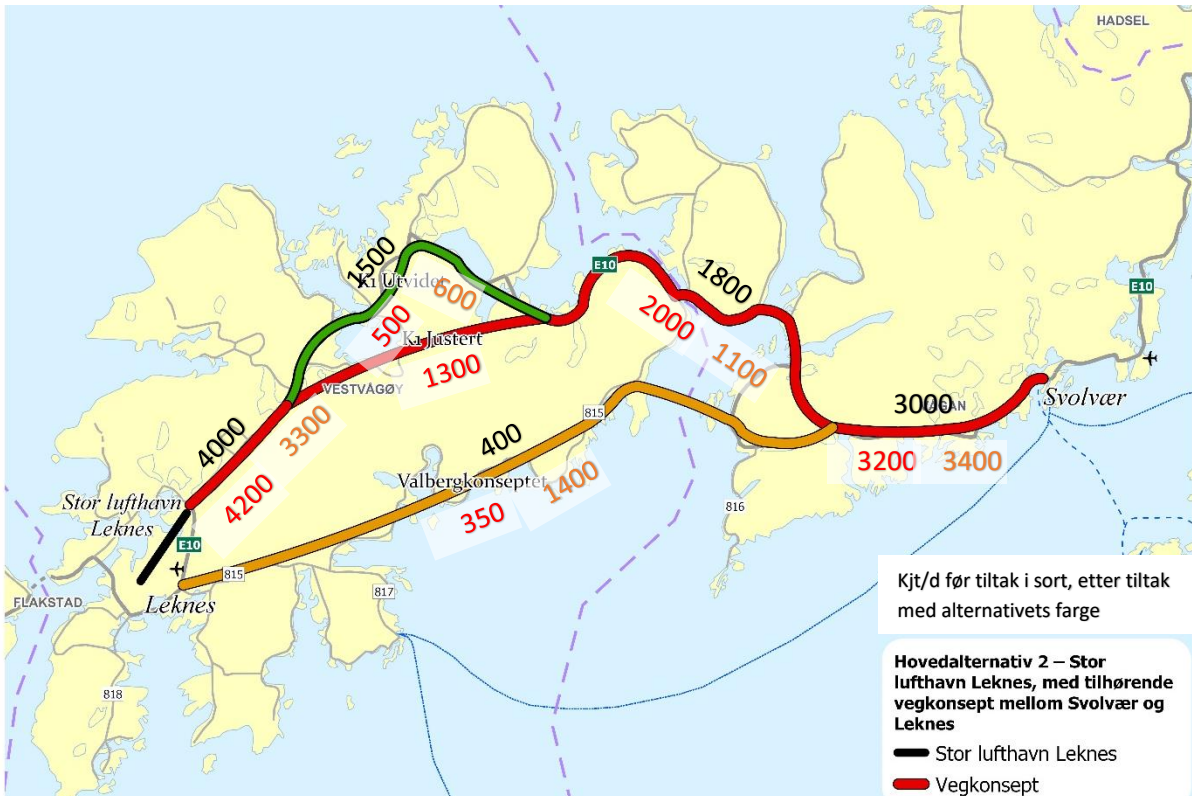 HADSEL
1500
K1 Utvidet
600
E10
1800
E10
500
2000
K1 Justert
1300
1100
VESTVÅGØY
4000
3300
815
3000
VÅGAN
Svolvær
400
3200
3400
Valbergkonseptet
1400
4200
350
Stor lufthavn
Leknes
816
E10
815
Leknes
817
FLAKSTAD
818
Kjt/d før tiltak i sort, etter tiltak
med alternativets farge
Hovedalternativ 2 – Stor
lufthavn Leknes, med tilhørende
vegkonsept mellom Svolvær og
Leknes
Stor lufthavn Leknes
Vegkonsept